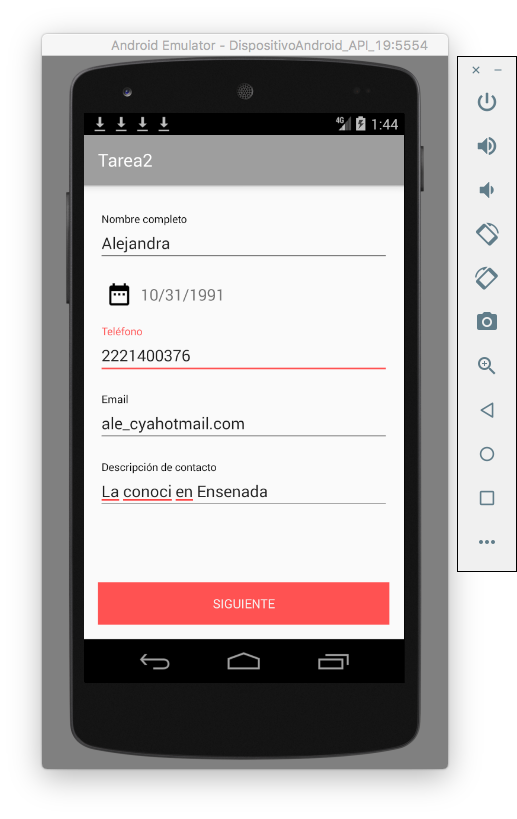 Android Emulator - DispositivoAndroid_API_19:5554
4G 1:44
Tarea2
Nombre completo
Alejandra
10/31/1991
Teléfono
2221400376
Email
ale_cyahotmail.com
Descripción de contacto
La conoci en Ensenada
SIGUIENTE